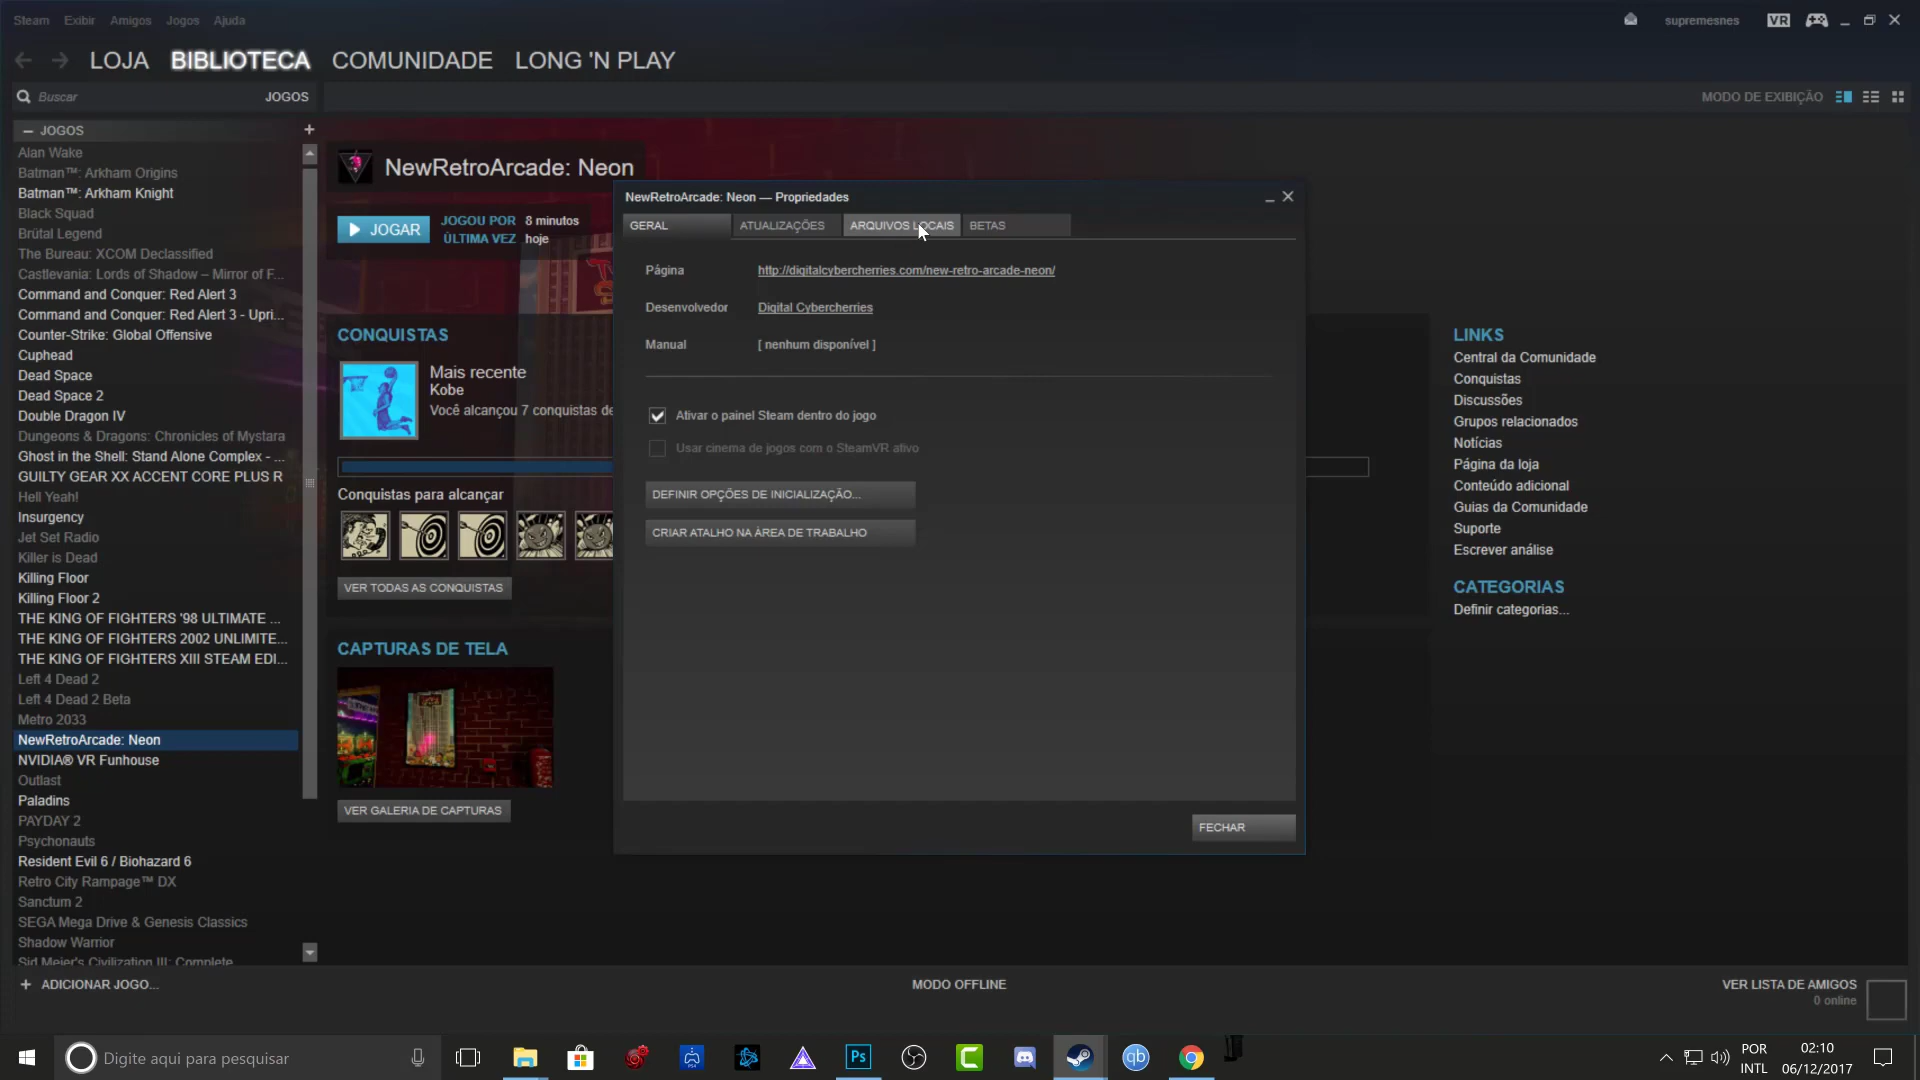 Steam Exibir Amigos Jogos Ajuda
supremesnes VR
LOJA BIBLIOTECA COMUNIDADE LONG 'N PLAY
Buscar JOGOS
MODO DE EXIBIÇÃO
— JOGOS +
Alan Wake
Batman™: Arkham Origins
Batman™: Arkham Knight
Black Squad
Brütal Legend
The Bureau: XCOM Declassified
Castlevania: Lords of Shadow – Mirror of F...
Command and Conquer: Red Alert 3
Command and Conquer: Red Alert 3 - Upri...
Counter-Strike: Global Offensive
Cuphead
Dead Space
Dead Space 2
Double Dragon IV
Dungeons & Dragons: Chronicles of Mystara
Ghost in the Shell: Stand Alone Complex - ...
GUILTY GEAR XX ACCENT CORE PLUS R
Hell Yeah!
Insurgency
Jet Set Radio
Killer is Dead
Killing Floor
Killing Floor 2
THE KING OF FIGHTERS '98 ULTIMATE ...
THE KING OF FIGHTERS 2002 UNLIMITE...
THE KING OF FIGHTERS XIII STEAM EDI...
Left 4 Dead 2
Left 4 Dead 2 Beta
Metro 2033
NewRetroArcade: Neon
NVIDIA® VR Funhouse
Outlast
Paladins
PAYDAY 2
Psychonauts
Resident Evil 6 / Biohazard 6
Retro City Rampage™ DX
Sanctum 2
SEGA Mega Drive & Genesis Classics
Shadow Warrior
Sid Meier's Civilization III: Complete
NewRetroArcade: Neon
JOGAR
JOGOU POR 8 minutos
ÚLTIMA VEZ hoje
CONQUISTAS
Mais recente
Kobe
Você alcançou 7 conquistas de
Conquistas para alcançar
VER TODAS AS CONQUISTAS
CAPTURAS DE TELA
VER GALERIA DE CAPTURAS
NewRetroArcade: Neon — Propriedades
GERAL ATUALIZAÇÕES ARQUIVOS LOCAIS BETAS
Página http://digitalcybercherries.com/new-retro-arcade-neon/
Desenvolvedor Digital Cybercherries
Manual [ nenhum disponível ]
Ativar o painel Steam dentro do jogo
Usar cinema de jogos com o SteamVR ativo
DEFINIR OPÇÕES DE INICIALIZAÇÃO...
CRIAR ATALHO NA ÁREA DE TRABALHO
FECHAR
LINKS
Central da Comunidade
Conquistas
Discussões
Grupos relacionados
Notícias
Página da loja
Conteúdo adicional
Guias da Comunidade
Suporte
Escrever análise
CATEGORIAS
Definir categorias...
+ ADICIONAR JOGO...
MODO OFFLINE
VER LISTA DE AMIGOS
0 online
Digite aqui para pesquisar
PS4
Ps
qb
POR
INTL
02:10
06/12/2017